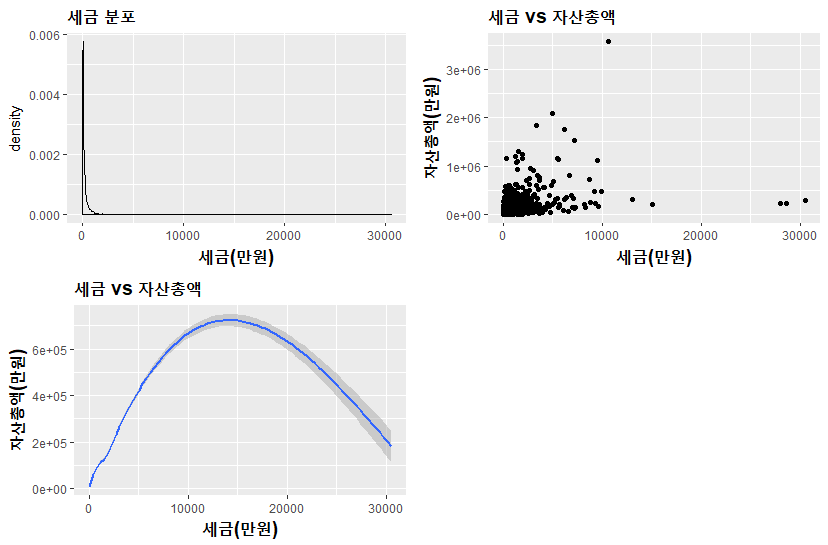 세금 분포
density
0.006
0.004
0.002
0.000
0 10000 20000 30000
세금(만원)
세금 VS 자산총액
자산총액(만원)
3e+06
2e+06
1e+06
0e+00
0 10000 20000 30000
세금(만원)
세금 VS 자산총액
자산총액(만원)
6e+05
4e+05
2e+05
0e+00
0 10000 20000 30000
세금(만원)